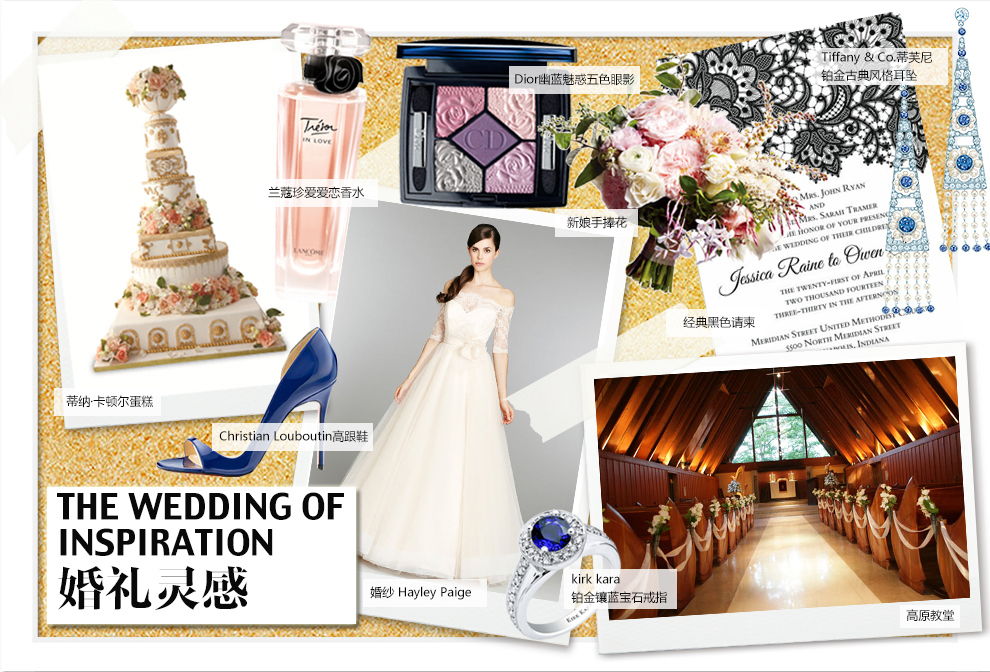 Trésor
IN LOVE
LANCÔME
兰蔻珍爱爱恋香水
CD
Dior幽蓝魅惑五色眼影
Tiffany & Co.蒂芙尼
铂金古典风格耳坠
新娘手捧花
MRS. JOHN RYAN
AND
MRS. SARAH TRAMER
THE HONOR OF YOUR PRESENC
WEDDING OF THEIR CHILDRE
Jessica Raine to Owen
THE TWENTY-FIRST OF APRIL
TWO THOUSAND FOURTEEN
THREE-THIRTY IN THE AFTERNOON
MERIDIAN STREET UNITED METHODIST
5500 NORTH MERIDIAN STREET
INDIANA
经典黑色请柬
蒂纳·卡顿尔蛋糕
Christian Louboutin高跟鞋
THE WEDDING OF
INSPIRATION
婚礼灵感
婚纱 Hayley Paige
kirk kara
铂金镶蓝宝石戒指
高原教堂